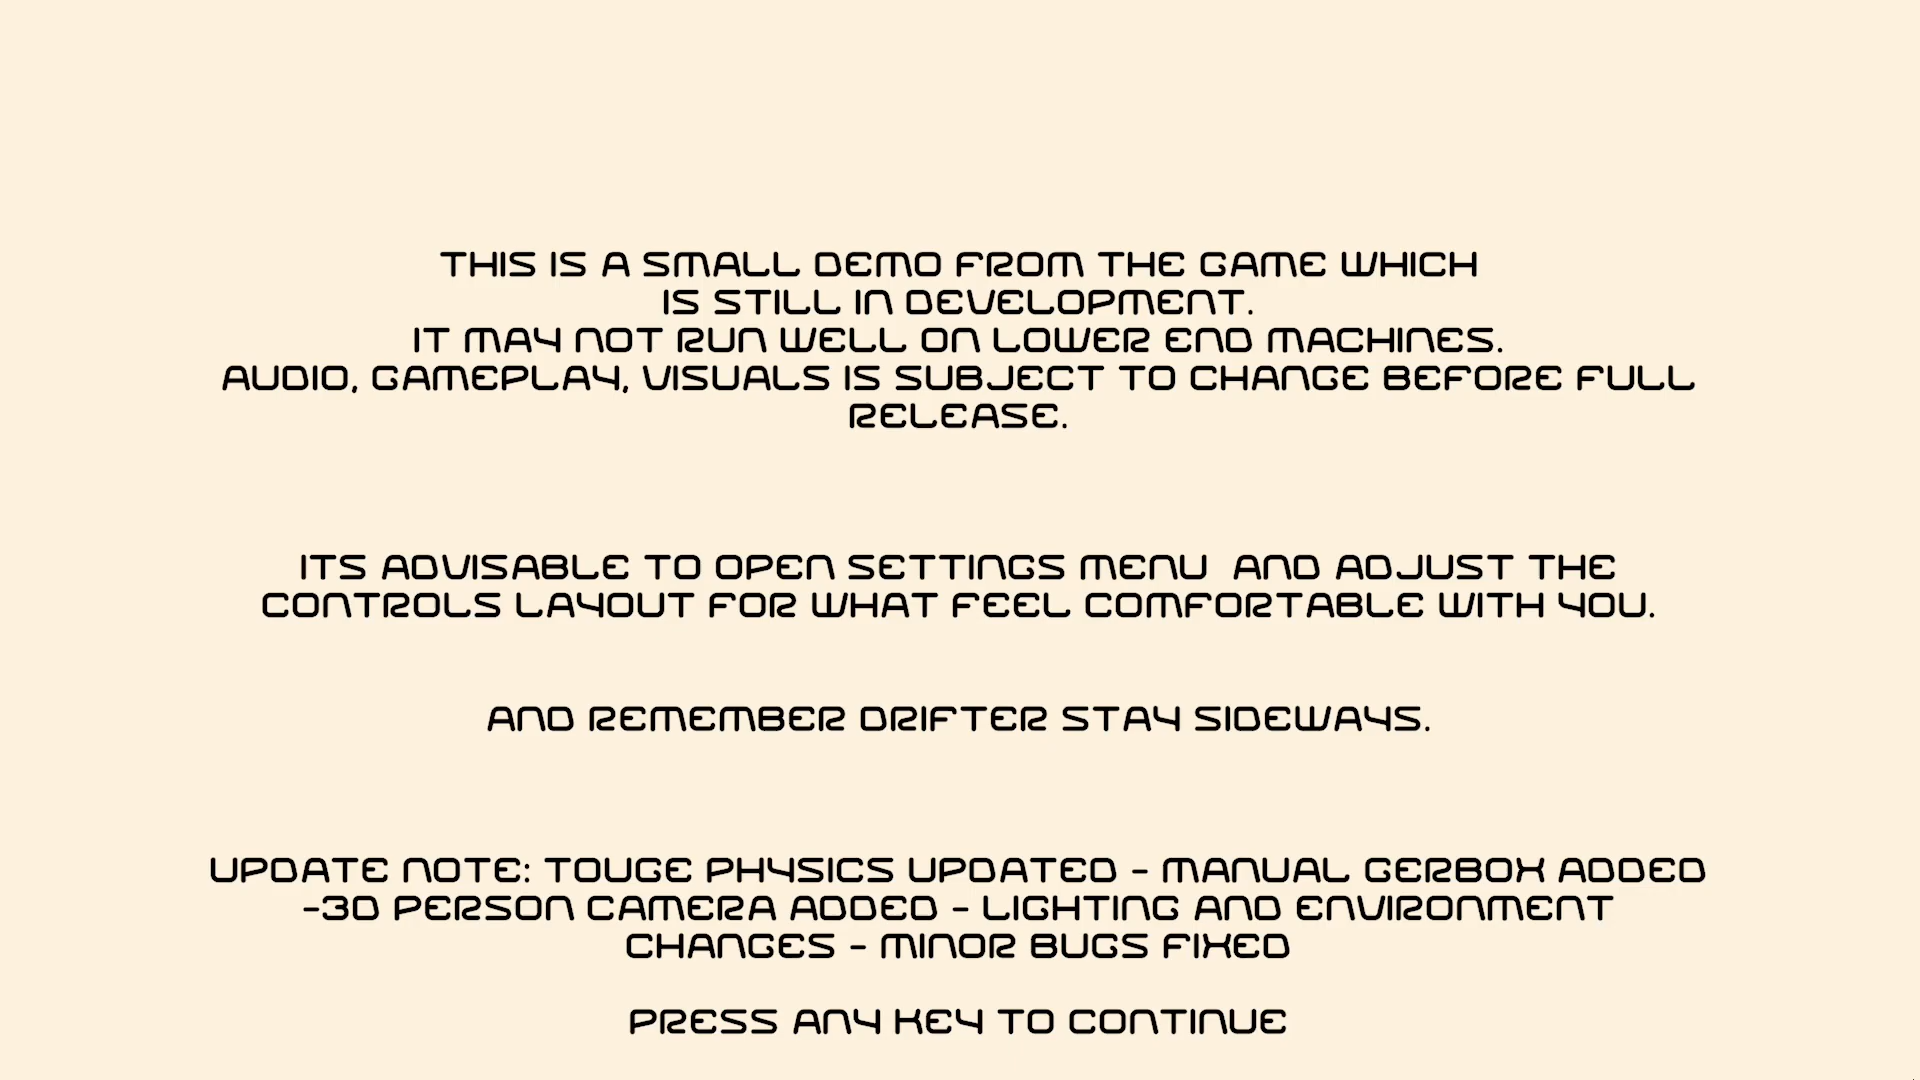 THIS IS A SMALL DEMO FROM THE GAME WHICH
IS STILL IN DEVELOPMENT.
IT MAY NOT RUN WELL ON LOWER END MACHINES.
AUDIO, GAMEPLAY, VISUALS IS SUBJECT TO CHANGE BEFORE FULL
RELEASE.
ITS ADVISABLE TO OPEN SETTINGS MENU  AND ADJUST THE
CONTROLS LAYOUT FOR WHAT FEEL COMFORTABLE WITH YOU.
AND REMEMBER DRIFTER STAY SIDEWAYS.
UPDATE NOTE: TOUGE PHYSICS UPDATED - MANUAL GERBOX ADDED
-3D PERSON CAMERA ADDED - LIGHTING AND ENVIRONMENT
CHANGES - MINOR BUGS FIXED
PRESS ANY KEY TO CONTINUE